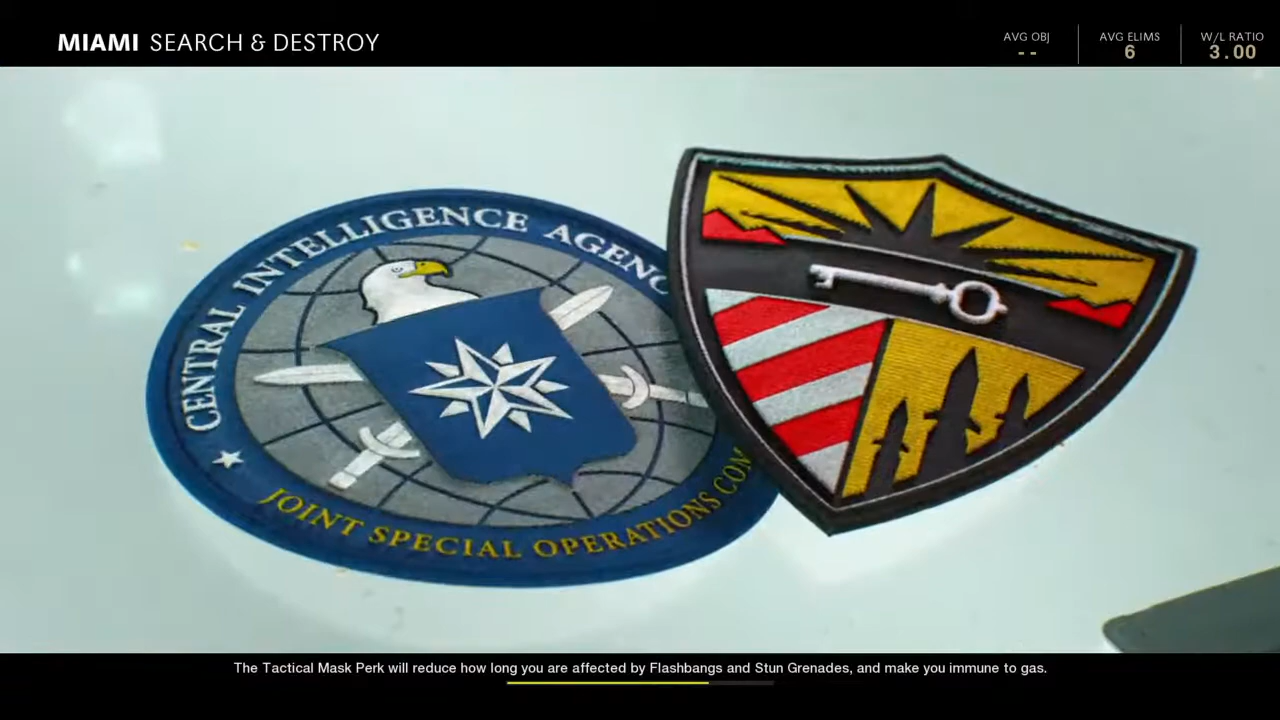 MIAMI SEARCH & DESTROY
AVG OBJ
--
AVG ELIMS
6
W/L RATIO
3.00
CENTRAL INTELLIGENCE AGENC
JOINT SPECIAL OPERATIONS COM
The Tactical Mask Perk will reduce how long you are affected by Flashbangs and Stun Grenades, and make you immune to gas.